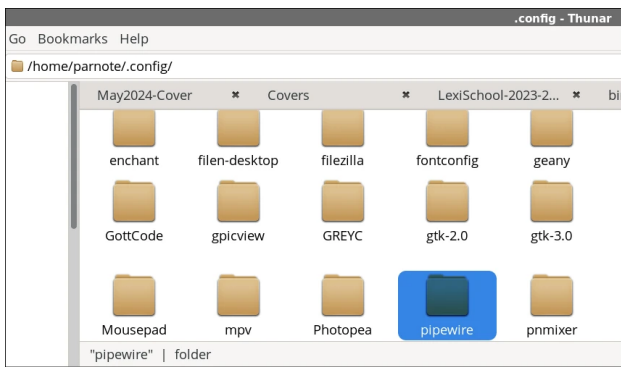 .config - Thunar
Go Bookmarks Help
/home/parnote/.config/
May2024-Cover ✖ Covers ✖ LexiSchool-2023-2... ✖ bi
enchant filen-desktop filezilla fontconfig geany
GottCode gpicview GREYC gtk-2.0 gtk-3.0
Mousepad mpv Photopea pipewire pnmixer
"pipewire" | folder